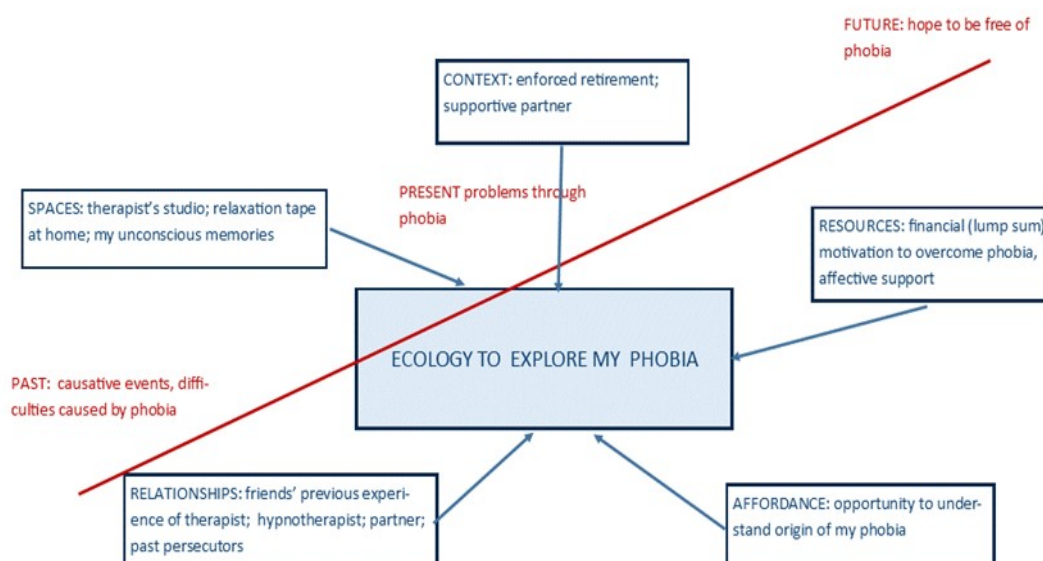 FUTURE: hope to be free of
phobia
CONTEXT: enforced retirement;
supportive partner
PRESENT problems through
phobia
SPACES: therapist's studio; relaxation tape
at home; my unconscious memories
RESOURCES: financial (lump sum)
motivation to overcome phobia,
affective support
ECOLOGY TO EXPLORE MY PHOBIA
PAST: causative events, diffi-
culties caused by phobia
RELATIONSHIPS: friends' previous experi-
ence of therapist; hypnotherapist; partner;
past persecutors
AFFORDANCE: opportunity to under-
stand origin of my phobia